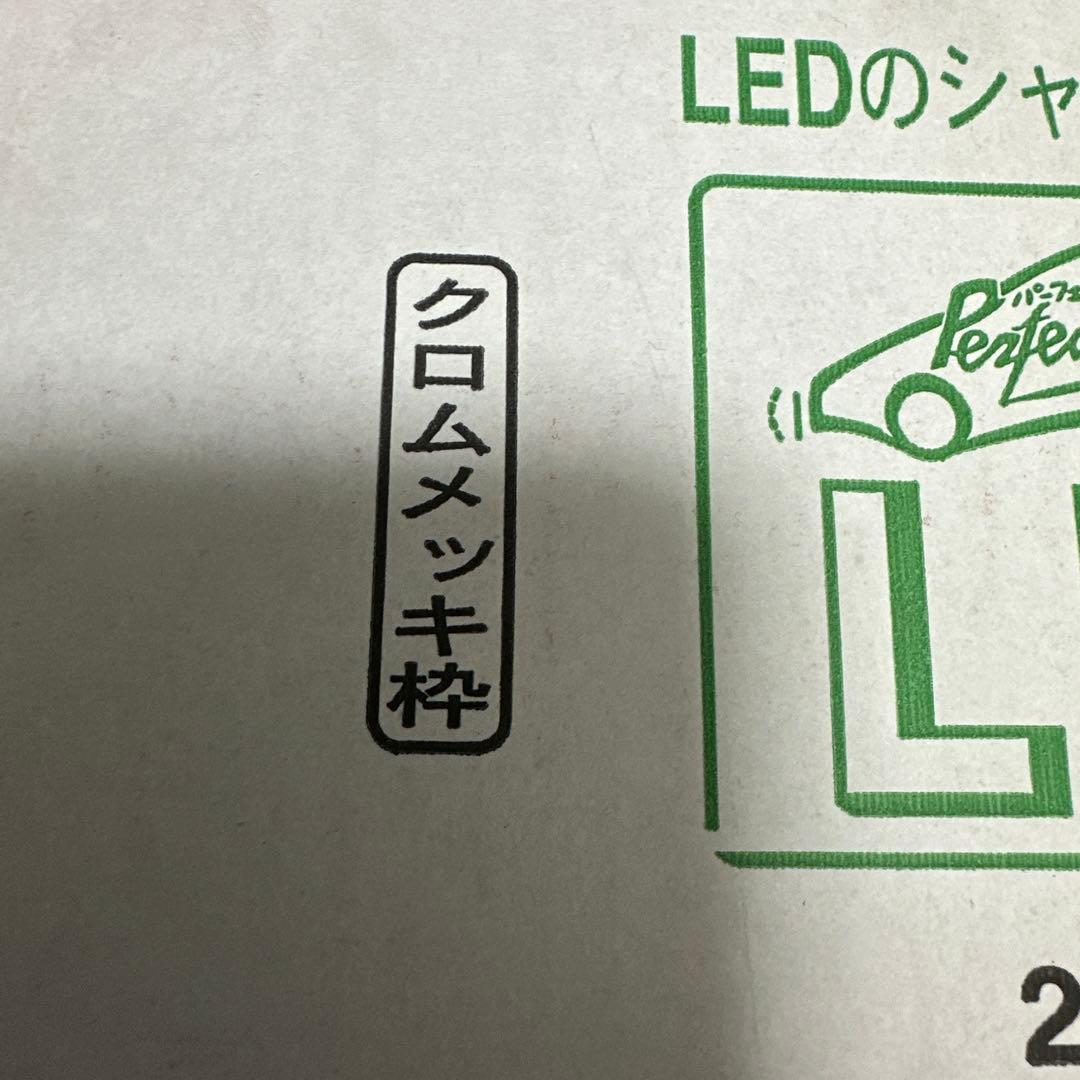 LEDのシャ
クロムメッキ枠
パーフェ
Perfec
L
2